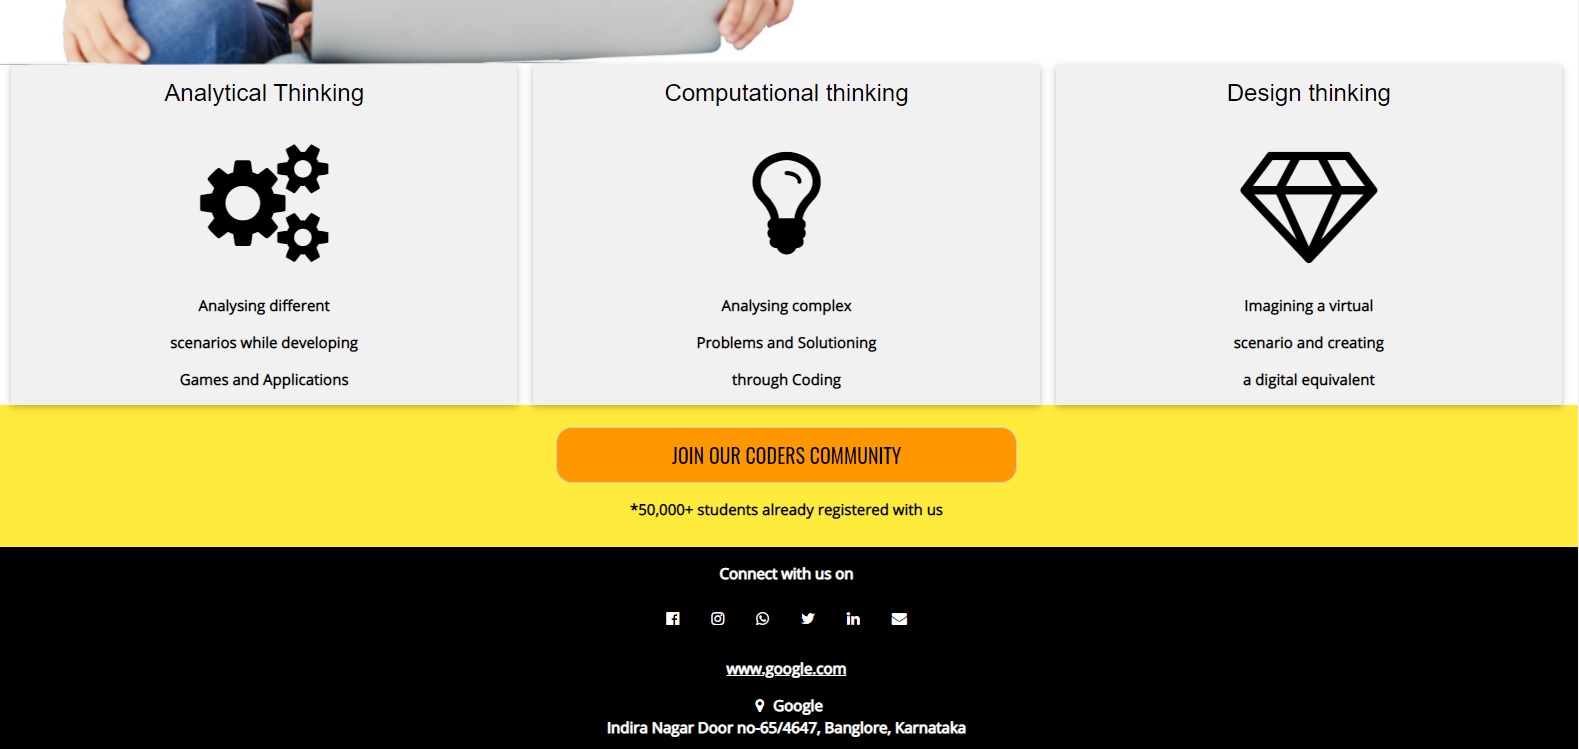 Analytical Thinking
Analysing different
scenarios while developing
Games and Applications
Computational thinking
Analysing complex
Problems and Solutioning
through Coding
Design thinking
Imagining a virtual
scenario and creating
a digital equivalent
JOIN OUR CODERS COMMUNITY
*50,000+ students already registered with us
Connect with us on
www.google.com
Google
Indira Nagar Door no-65/4647, Banglore, Karnataka